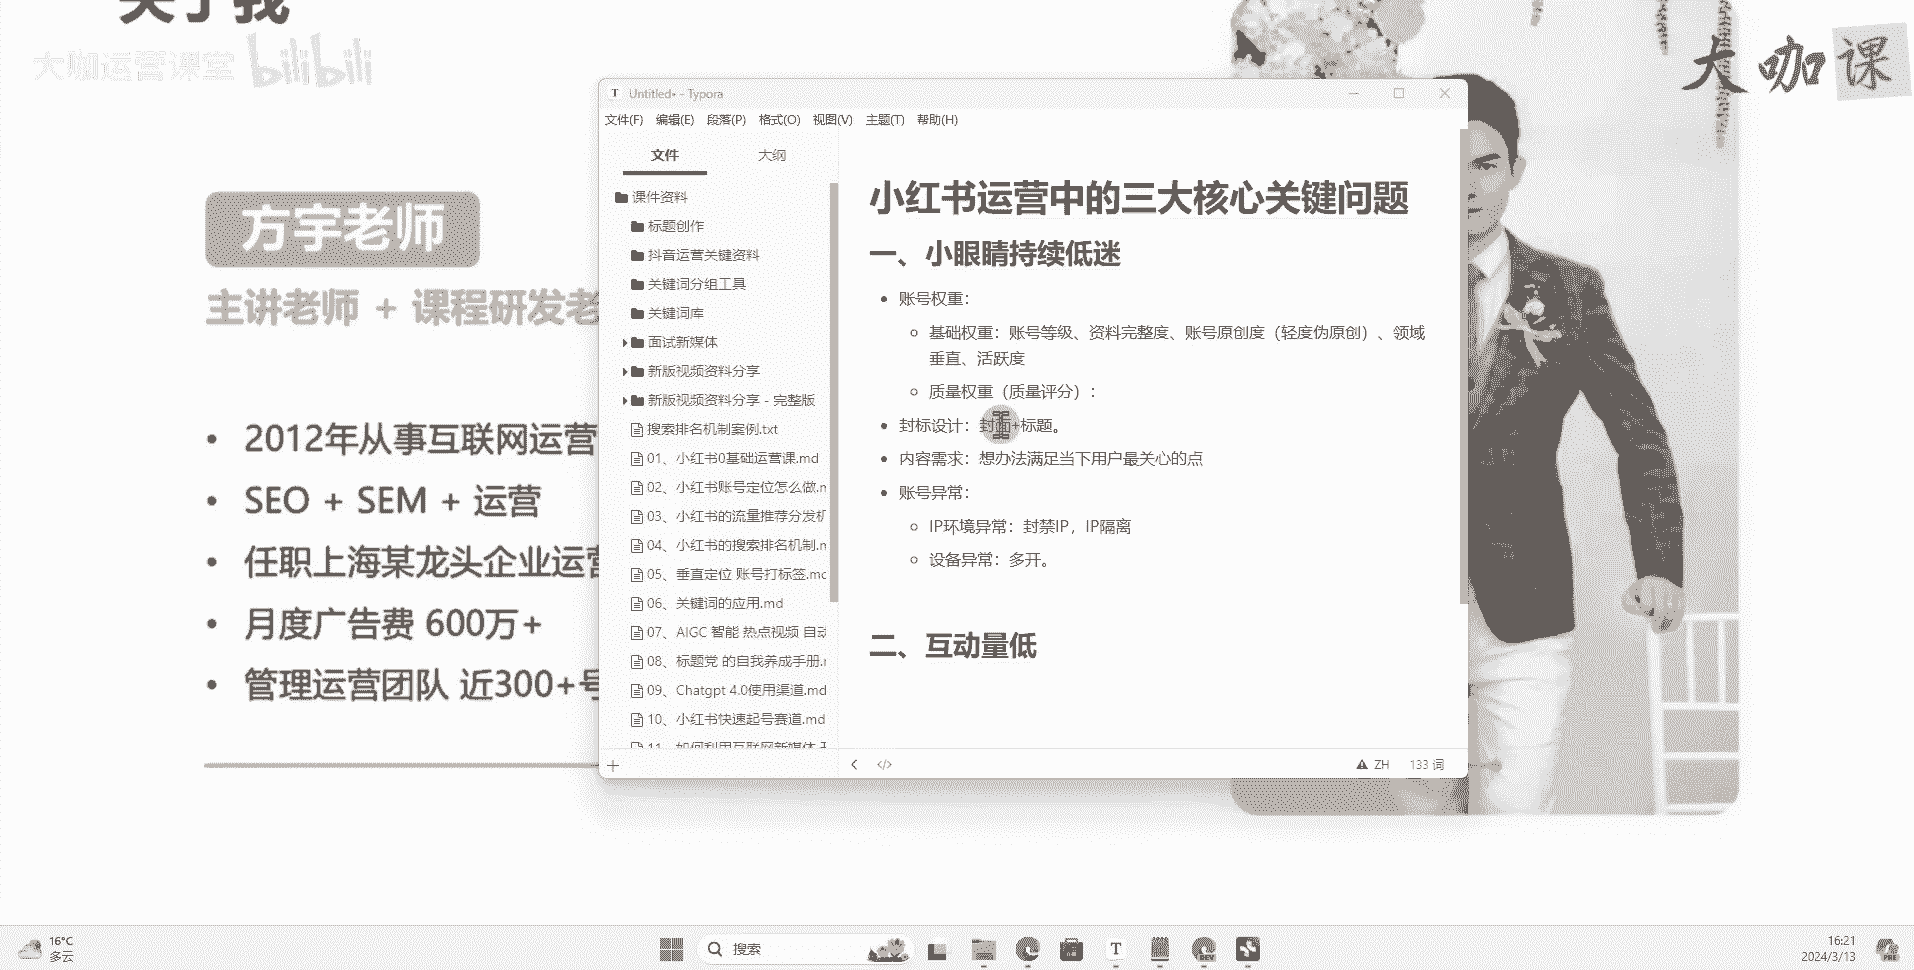 关于我
大咖运营课堂 bilibili
大咖课
方宇老师
主讲老师 + 课程研发老
2012年从事互联网运营
SEO + SEM + 运营
任职上海某龙头企业运营
月度广告费 600万+
管理运营团队 近300+号
Untitled• - Typora
文件(F) 编辑(E) 段落(P) 格式(O) 视图(V) 主题(T) 帮助(H)
文件 大纲
课件资料
标题创作
抖音运营关键资料
关键词分组工具
关键词库
面试新媒体
新版视频资料分享
新版视频资料分享 - 完整版
搜索排名机制案例.txt
01、小红书0基础运营课.md
02、小红书账号定位怎么做.m
03、小红书的流量推荐分发机
04、小红书的搜索排名机制.m
05、垂直定位 账号打标签.md
06、关键词的应用.md
07、AIGC 智能 热点视频 自动
08、标题党 的自我养成手册.m
09、Chatgpt 4.0使用渠道.md
10、小红书快速起号赛道.md
11、如何利用互联网新媒体
小红书运营中的三大核心关键问题
一、小眼睛持续低迷
账号权重：
基础权重：账号等级、资料完整度、账号原创度（轻度伪原创）、领域
垂直、活跃度
质量权重（质量评分）：
封标设计：封面+标题。
内容需求：想办法满足当下用户最关心的点
账号异常：
IP环境异常：封禁IP，IP隔离
设备异常：多开。
二、互动量低
ZH 133 词
16°C
多云
搜索
DEV
16:21
2024/3/13
PRE